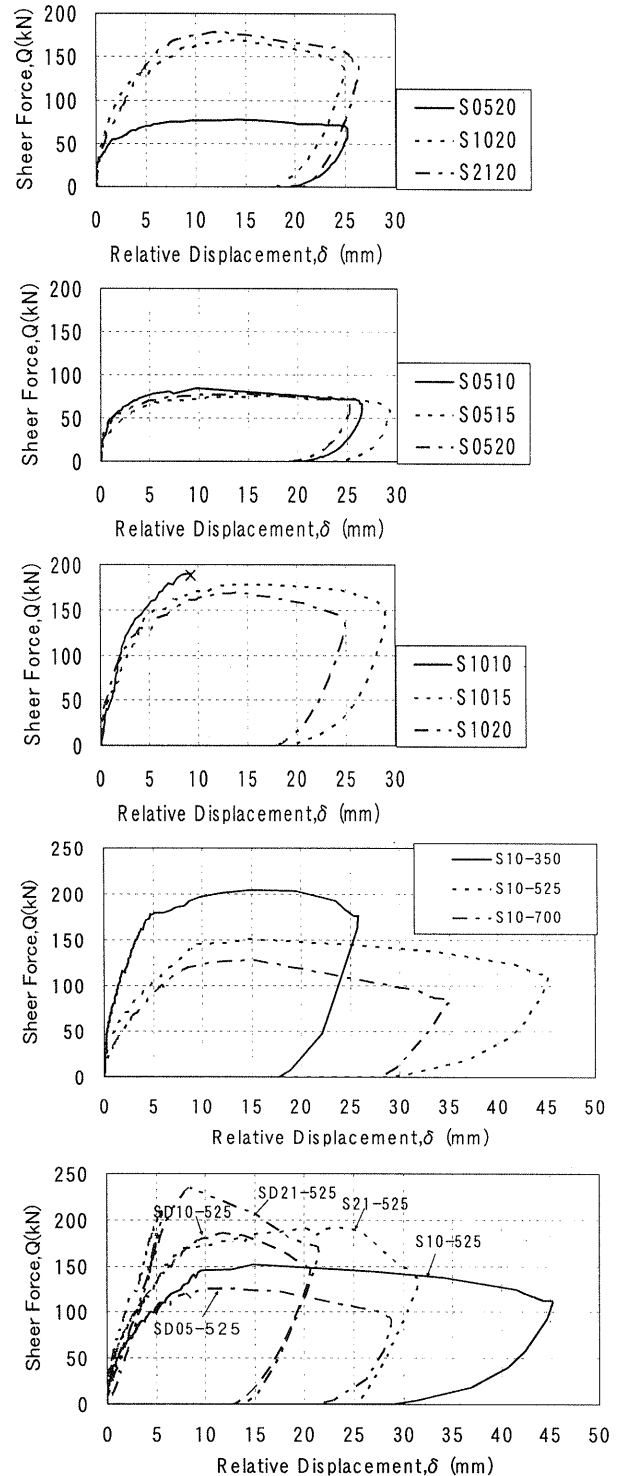 Sheer Force,Q(kN)
200
150
100
50
0
0 5 10 15 20 25 30
Relative Displacement,δ (mm)
S0520
S1020
S2120
Sheer Force,Q(kN)
200
150
100
50
0
0 5 10 15 20 25 30
Relative Displacement,δ (mm)
S0510
S0515
S0520
Sheer Force,Q(kN)
200
150
100
50
0
0 5 10 15 20 25 30
Relative Displacement,δ (mm)
S1010
S1015
S1020
Sheer Force,Q(kN)
250
200
150
100
50
0
0 5 10 15 20 25 30 35 40 45 50
Relative Displacement,δ (mm)
S10-350
S10-525
S10-700
Sheer Force,Q(kN)
250
200
150
100
50
0
0 5 10 15 20 25 30 35 40 45 50
Relative Displacement,δ (mm)
SD10-525
SD21-525
S21-525
S10-525
SD05-525